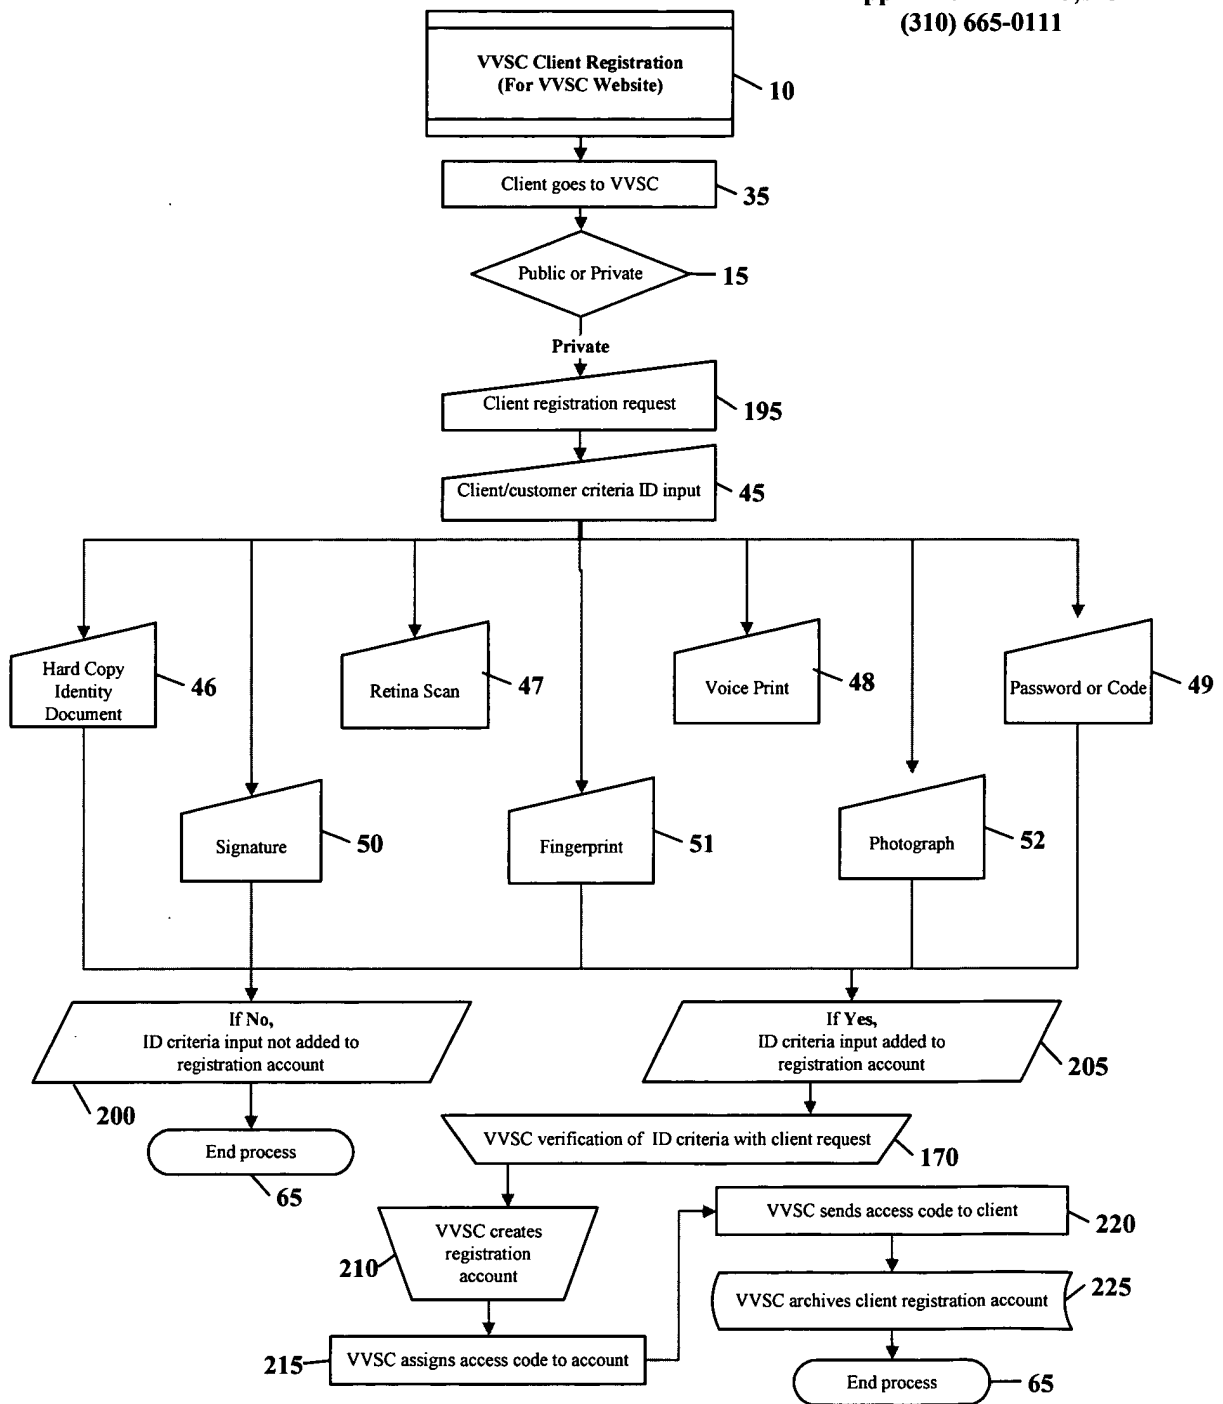 (310) 665-0111
VVSC Client Registration
(For VVSC Website)
10
Client goes to VVSC
35
Public or Private
15
Private
Client registration request
195
Client/customer criteria ID input
45
Hard Copy
Identity
Document
46
Retina Scan
47
Voice Print
48
Password or Code
49
Signature
50
Fingerprint
51
Photograph
52
If No,
ID criteria input not added to
registration account
200
If Yes,
ID criteria input added to
registration account
205
End process
65
VVSC verification of ID criteria with client request
170
VVSC creates
registration
account
210
VVSC sends access code to client
220
VVSC archives client registration account
225
215
VVSC assigns access code to account
End process
65